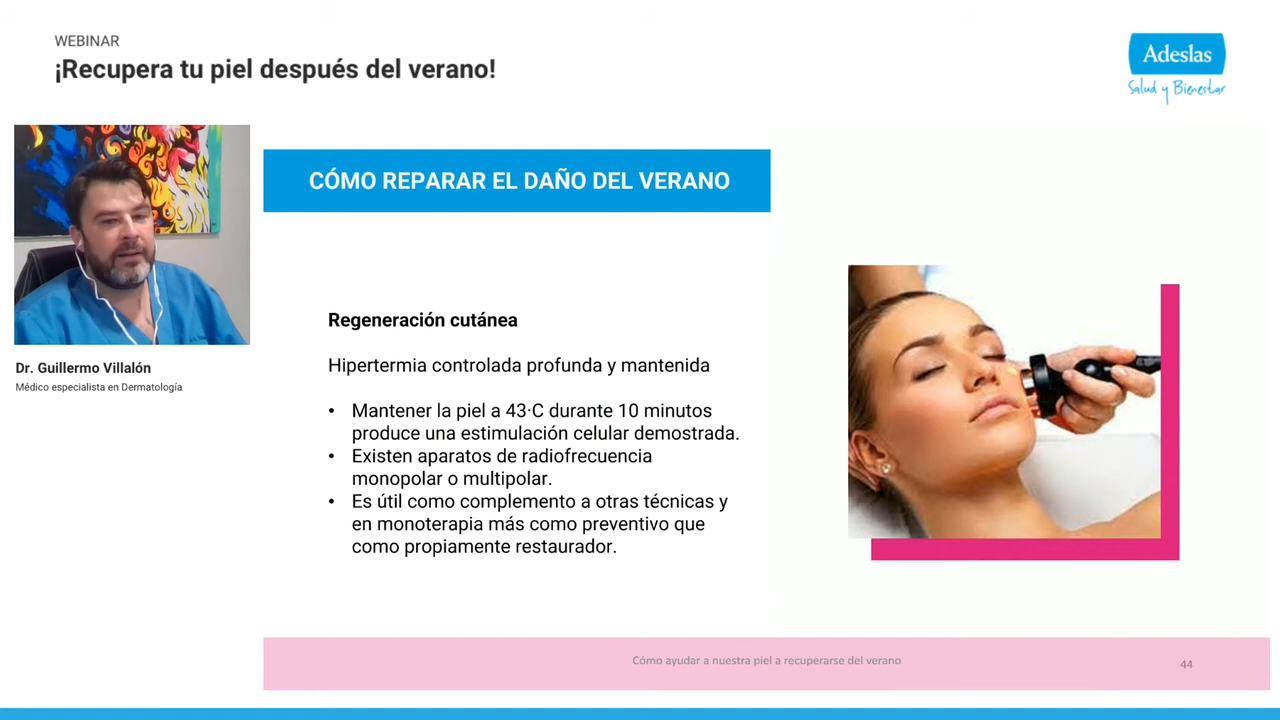 WEBINAR
¡Recupera tu piel después del verano!
Adeslas
Salud y Bienestar
CÓMO REPARAR EL DAÑO DEL VERANO
Dr. Guillermo Villalón
Médico especialista en Dermatología
Regeneración cutánea
Hipertermia controlada profunda y mantenida
• Mantener la piel a 43·C durante 10 minutos
produce una estimulación celular demostrada.
• Existen aparatos de radiofrecuencia
monopolar o multipolar.
• Es útil como complemento a otras técnicas y
en monoterapia más como preventivo que
como propiamente restaurador.
Cómo ayudar a nuestra piel a recuperarse del verano
44